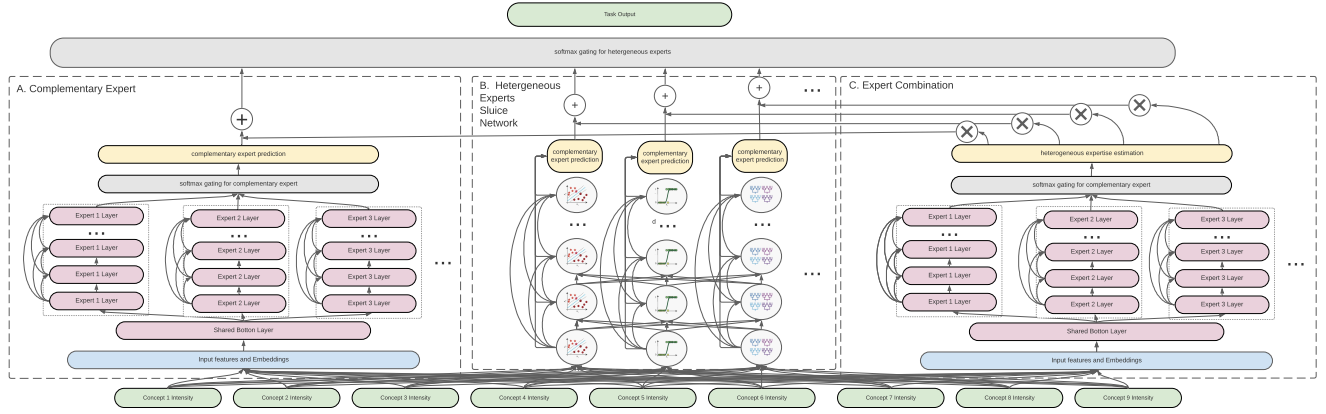 Task Output
softmax gating for hetergeneous experts
A. Complementary Expert
B. Hetergeneous
Experts
Sluice
Network
C. Expert Combination
...
+
+
+
+
complementary expert prediction
softmax gating for complementary expert
Expert 1 Layer
Expert 2 Layer
Expert 3 Layer
...
...
...
Expert 1 Layer
Expert 2 Layer
Expert 3 Layer
Expert 1 Layer
Expert 2 Layer
Expert 3 Layer
Expert 1 Layer
Expert 2 Layer
Expert 3 Layer
...
Shared Botton Layer
Input features and Embeddings
complementary
expert prediction
complementary
expert prediction
complementary
expert prediction
d
...
...
...
...
heterogeneous expertise estimation
softmax gating for complementary expert
Expert 1 Layer
Expert 2 Layer
Expert 3 Layer
...
...
...
Expert 1 Layer
Expert 2 Layer
Expert 3 Layer
Expert 1 Layer
Expert 2 Layer
Expert 3 Layer
Expert 1 Layer
Expert 2 Layer
Expert 3 Layer
...
Shared Botton Layer
Input features and Embeddings
Concept 1 Intensity
Concept 2 Intensity
Concept 3 Intensity
Concept 4 Intensity
Concept 5 Intensity
Concept 6 Intensity
Concept 7 Intensity
Concept 8 Intensity
Concept 9 Intensity